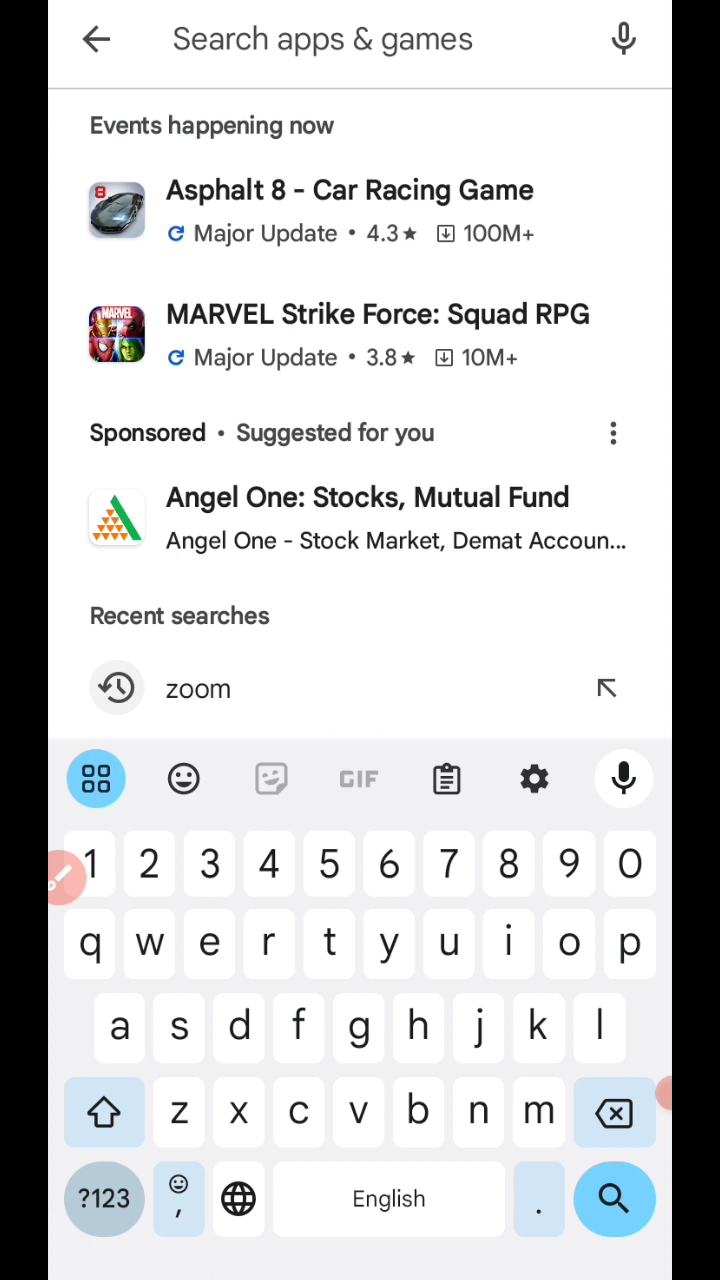 Search apps & games
Events happening now
8
Asphalt 8 - Car Racing Game
Major Update • 4.3★ 100M+
MARVEL
MARVEL Strike Force: Squad RPG
Major Update • 3.8★ 10M+
Sponsored • Suggested for you
Angel One: Stocks, Mutual Fund
Angel One - Stock Market, Demat Accoun...
Recent searches
zoom
GIF
1 2 3 4 5 6 7 8 9 0
q w e r t y u i o p
a s d f g h j k l
z x c v b n m
?123 , English .